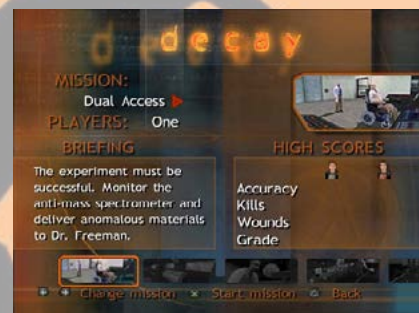 decay
MISSION:
Dual Access
PLAYERS: One
BRIEFING
The experiment must be
successful. Monitor the
anti-mass spectrometer and
deliver anomalous materials
to Dr. Freeman.
HIGH SCORES
Accuracy
Kills
Wounds
Grade
Change mission
Start mission
Back